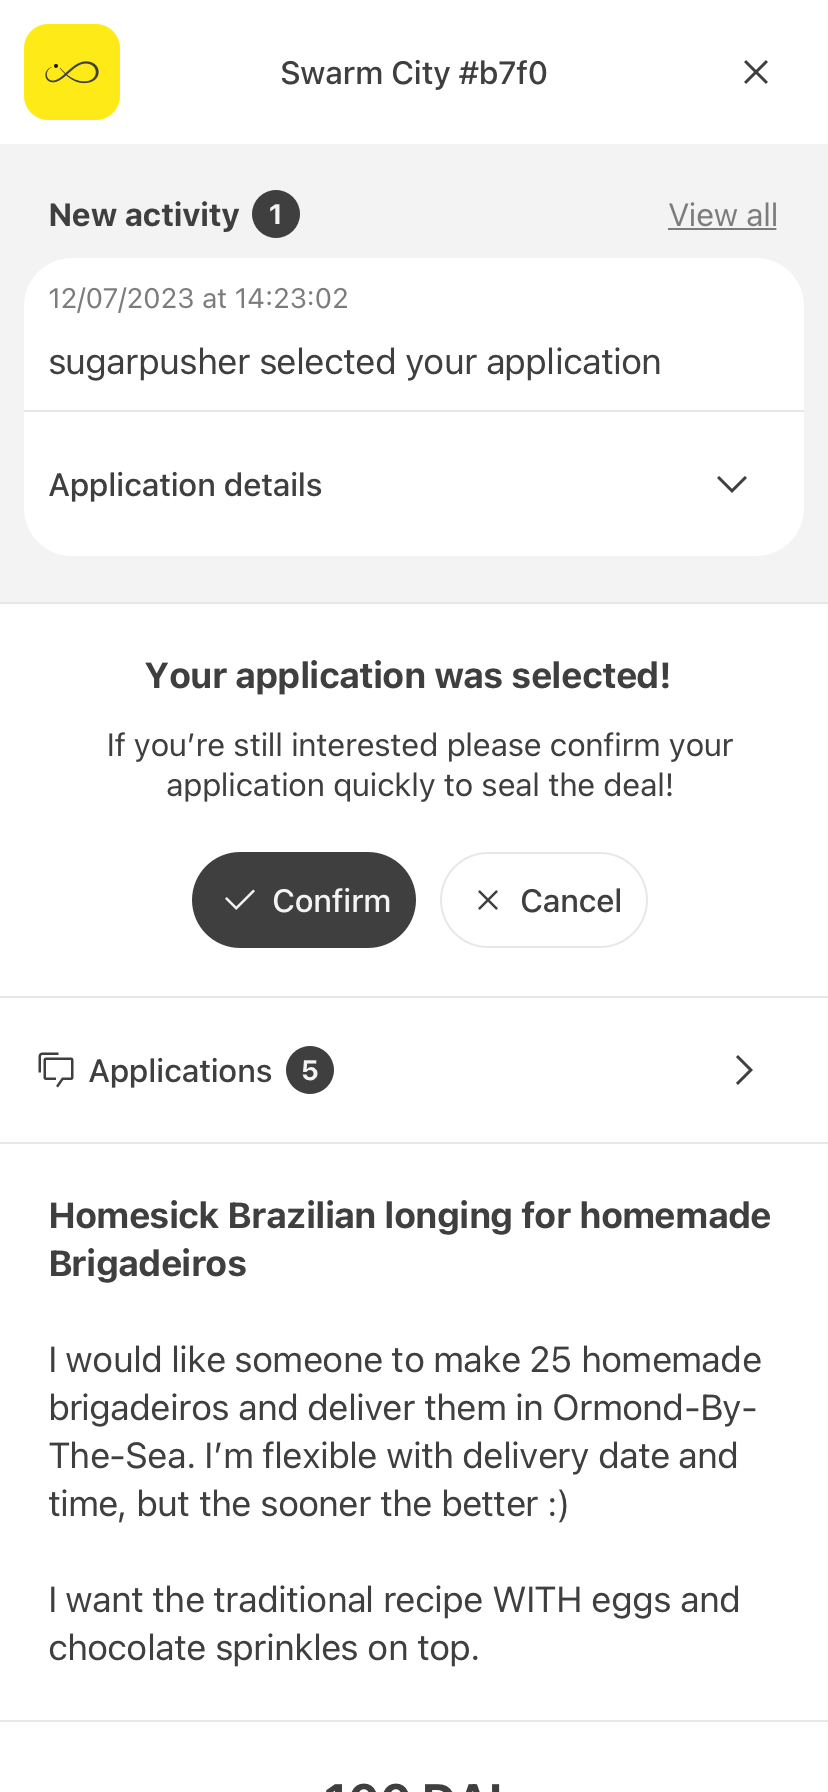 Swarm City #b7f0
New activity 1
View all
12/07/2023 at 14:23:02
sugarpusher selected your application
Application details
Your application was selected!
If you’re still interested please confirm your
application quickly to seal the deal!
Confirm
Cancel
Applications 5
Homesick Brazilian longing for homemade
Brigadeiros
I would like someone to make 25 homemade
brigadeiros and deliver them in Ormond-By-
The-Sea. I’m flexible with delivery date and
time, but the sooner the better :)
I want the traditional recipe WITH eggs and
chocolate sprinkles on top.